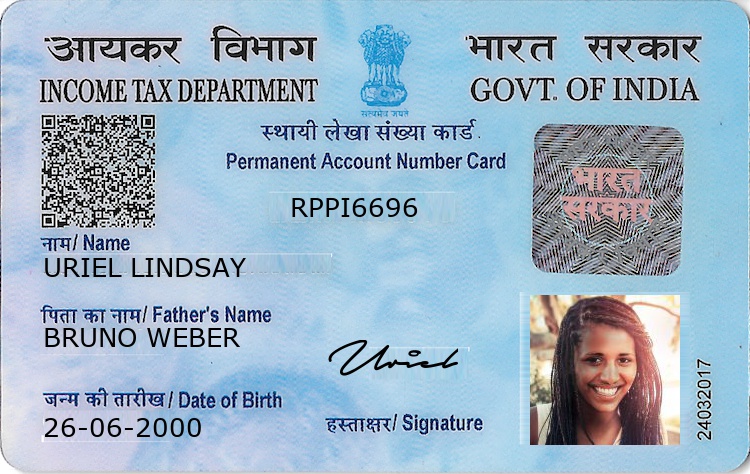 आयकर विभाग
INCOME TAX DEPARTMENT
भारत सरकार
GOVT. OF INDIA
सत्यमेव जयते
स्थायी लेखा संख्या कार्ड
Permanent Account Number Card
RPPI6696
भारत
सरकार
नाम/ Name
URIEL LINDSAY
पिता का नाम/ Father's Name
BRUNO WEBER
Uriel
जन्म की तारीख/ Date of Birth
26-06-2000
हस्ताक्षर/ Signature
24032017